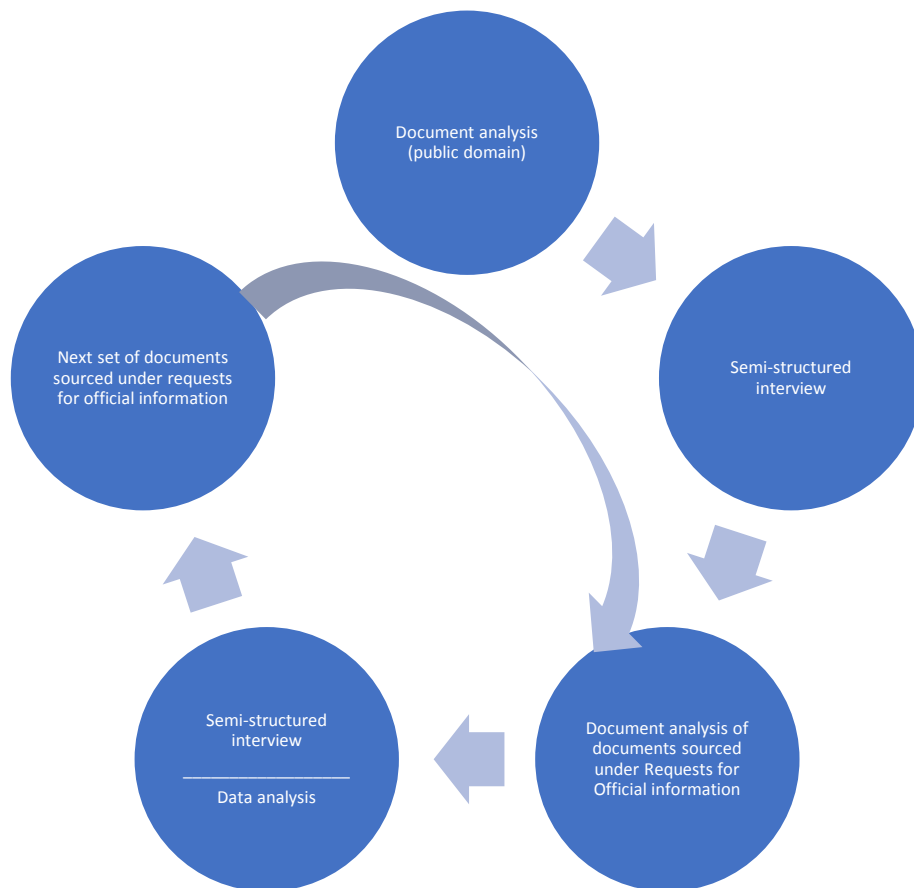 Document analysis
(public domain)
Semi-structured
interview
Document analysis of
documents sourced
under Requests for
Official information
Semi-structured
interview
___________________
Data analysis
Next set of documents
sourced under requests
for official information